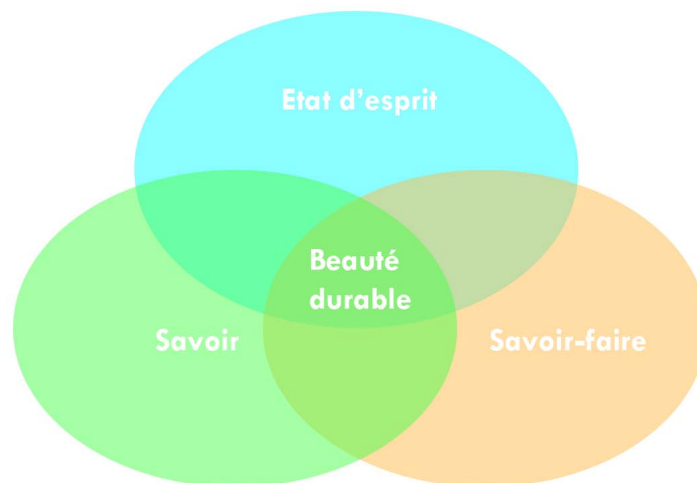 Etat d'esprit
Beauté
durable
Savoir
Savoir-faire